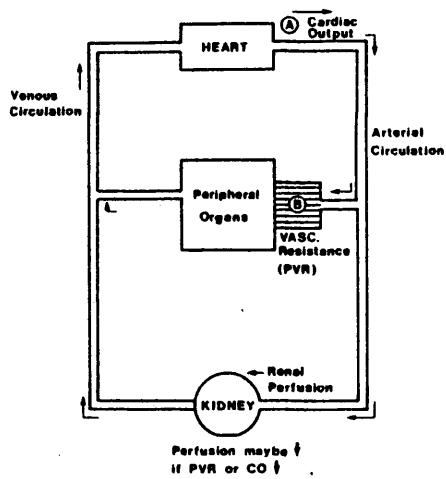 A Cardiac
Output
HEART
Venous
Circulation
Arterial
Circulation
Peripheral
Organs
B
VASC.
Resistance
(PVR)
Renal
Perfusion
KIDNEY
Perfusion maybe ↓
if PVR or CO ↓